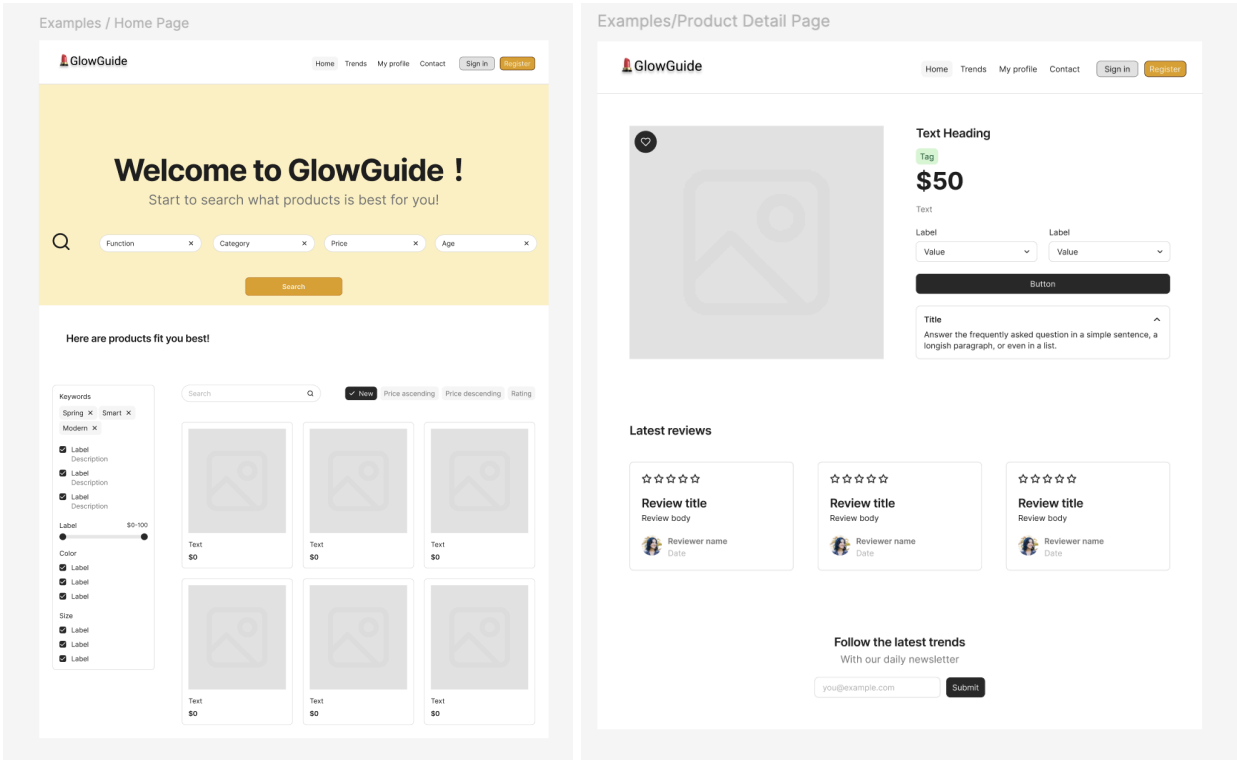 Examples / Home Page
GlowGuide
Home Trends My profile Contact Sign in Register
Welcome to GlowGuide !
Start to search what products is best for you!
Function Category Price Age
Search
Here are products fit you best!
Keywords
Spring Smart
Modern
Label
Description
Label
Description
Label
Description
Label $0-100
Color
Label
Label
Label
Size
Label
Label
Label
Search
New Price ascending Price descending Rating
Text Text Text
$0 $0 $0
Text Text Text
$0 $0 $0
Examples/Product Detail Page
GlowGuide
Home Trends My profile Contact Sign in Register
Text Heading
Tag
$50
Text
Label Label
Value Value
Button
Title
Answer the frequently asked question in a simple sentence, a
longish paragraph, or even in a list.
Latest reviews
Review title Review title Review title
Review body Review body Review body
Reviewer name Reviewer name Reviewer name
Date Date Date
Follow the latest trends
With our daily newsletter
you@example.com Submit